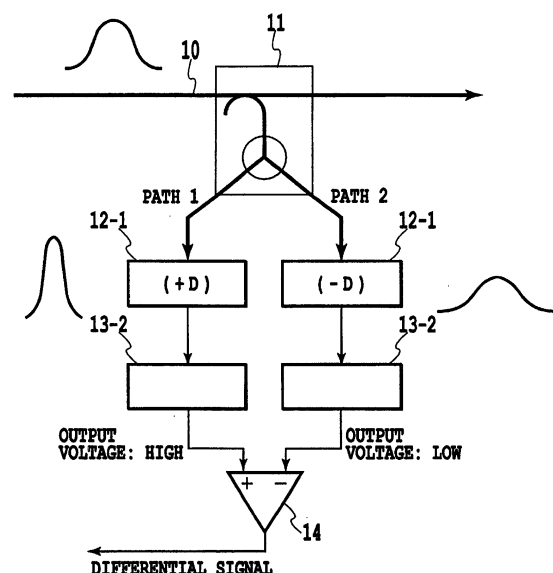 11
10
PATH 1
PATH 2
12-1
12-1
(+D)
(-D)
13-2
13-2
OUTPUT
VOLTAGE: HIGH
OUTPUT
VOLTAGE: LOW
+
-
14
DIFFERENTIAL SIGNAL